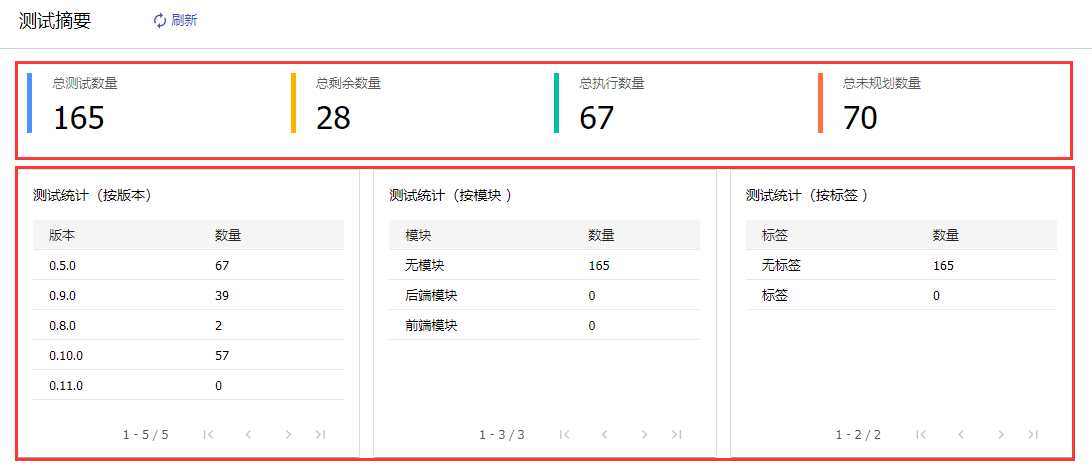 测试摘要 刷新
总测试数量 总剩余数量 总执行数量 总未规划数量
165 28 67 70
测试统计（按版本） 测试统计（按模块 ） 测试统计（按标签 ）
版本 数量 模块 数量 标签 数量
0.5.0 67 无模块 165 无标签 165
0.9.0 39 后端模块 0 标签 0
0.8.0 2 前端模块 0
0.10.0 57
0.11.0 0
1 - 5 / 5 1 - 3 / 3 1 - 2 / 2